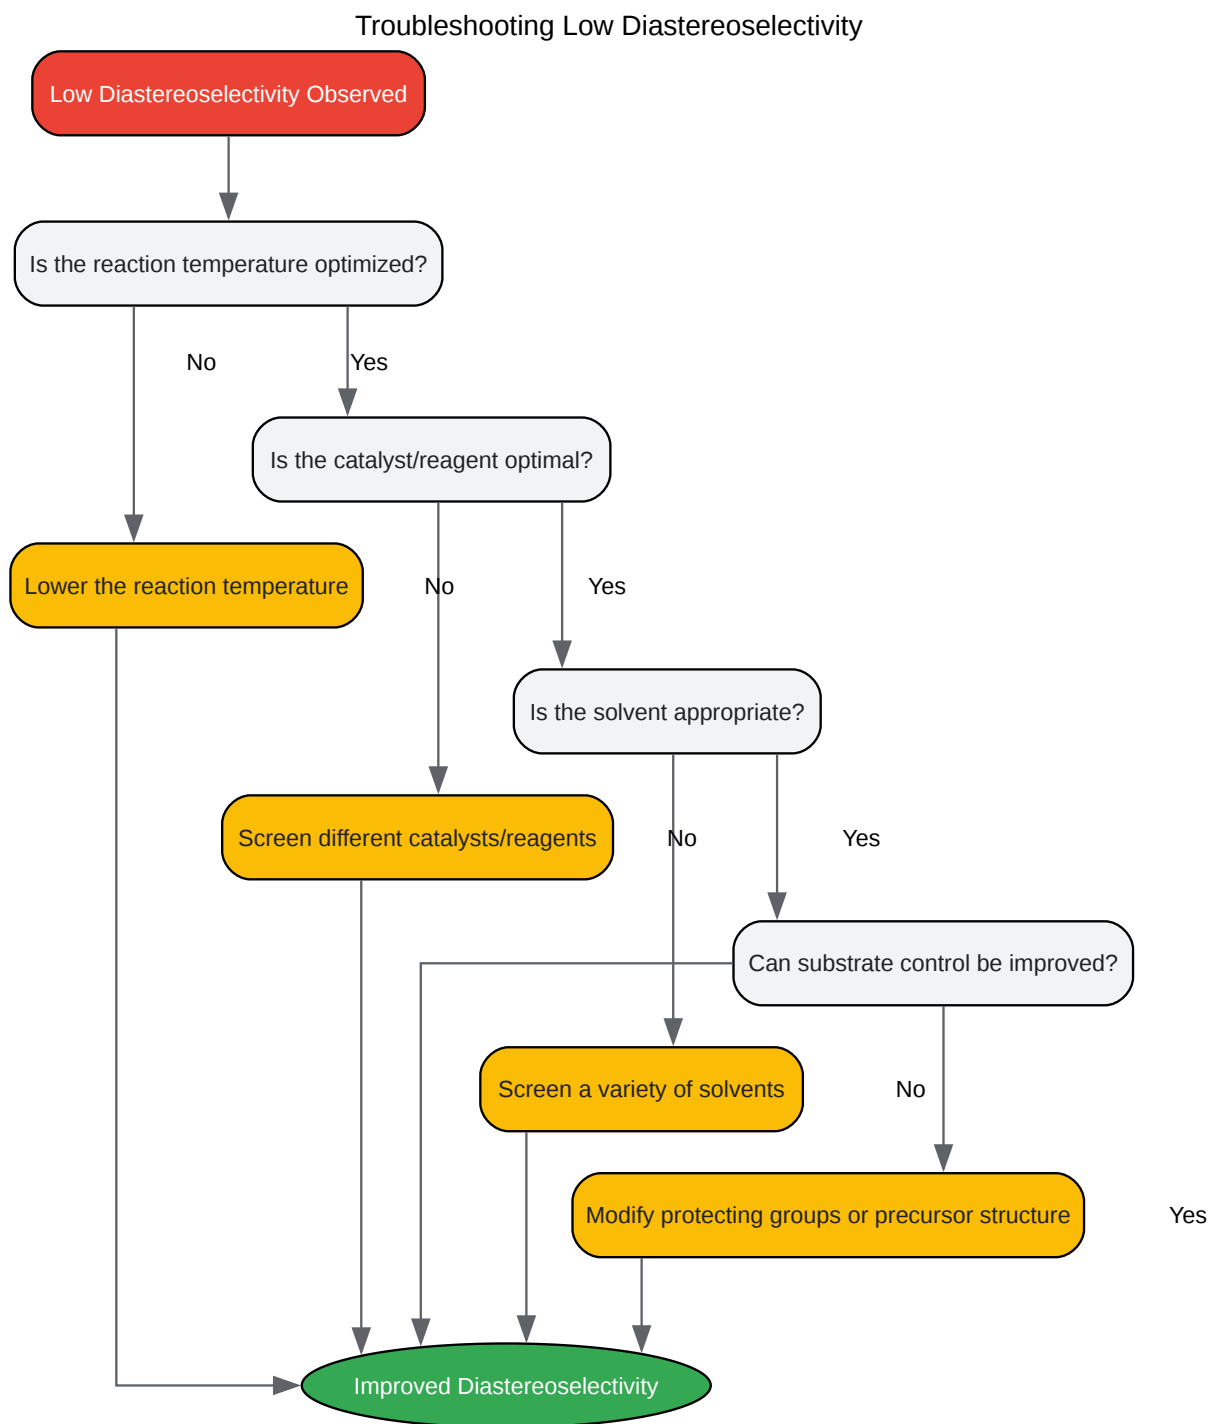 Troubleshooting Low Diastereoselectivity
Low Diastereoselectivity Observed
Is the reaction temperature optimized?
No
Yes
Is the catalyst/reagent optimal?
Lower the reaction temperature
No
Yes
Is the solvent appropriate?
Screen different catalysts/reagents
No
Yes
Can substrate control be improved?
Screen a variety of solvents
No
Modify protecting groups or precursor structure
Yes
Improved Diastereoselectivity